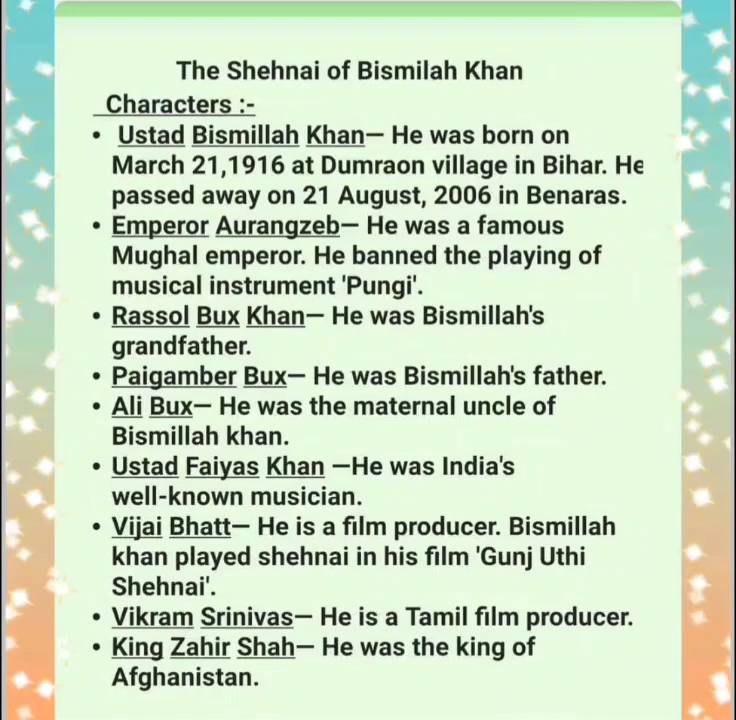 The Shehnai of Bismilah Khan
Characters :-
• Ustad Bismillah Khan— He was born on
March 21,1916 at Dumraon village in Bihar. He
passed away on 21 August, 2006 in Benaras.
• Emperor Aurangzeb— He was a famous
Mughal emperor. He banned the playing of
musical instrument 'Pungi'.
• Rassol Bux Khan— He was Bismillah's
grandfather.
• Paigamber Bux— He was Bismillah's father.
• Ali Bux— He was the maternal uncle of
Bismillah khan.
• Ustad Faiyas Khan —He was India's
well-known musician.
• Vijai Bhatt— He is a film producer. Bismillah
khan played shehnai in his film 'Gunj Uthi
Shehnai'.
• Vikram Srinivas— He is a Tamil film producer.
• King Zahir Shah— He was the king of
Afghanistan.